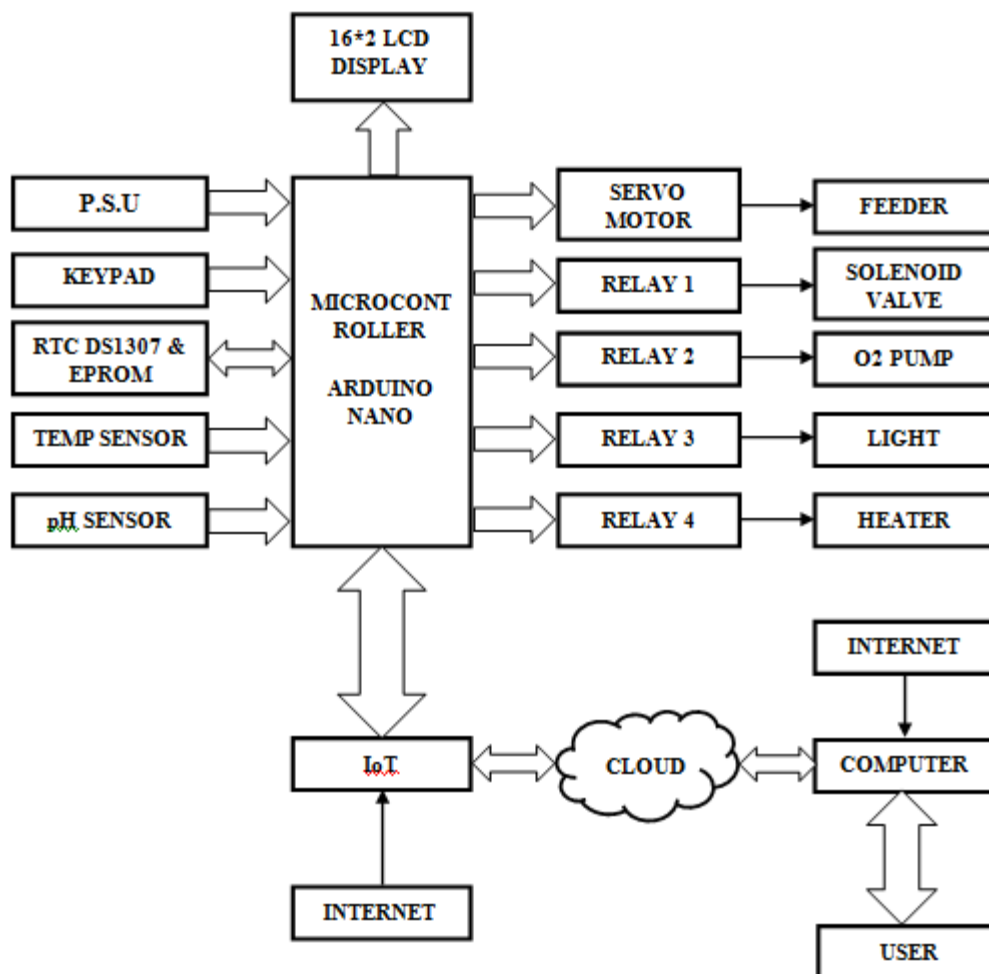 16*2 LCD
DISPLAY
P.S.U
KEYPAD
RTC DS1307 &
EPROM
TEMP SENSOR
pH SENSOR
MICROCONT
ROLLER
ARDUINO
NANO
SERVO
MOTOR
RELAY 1
RELAY 2
RELAY 3
RELAY 4
FEEDER
SOLENOID
VALVE
O2 PUMP
LIGHT
HEATER
INTERNET
IoT
CLOUD
COMPUTER
INTERNET
USER